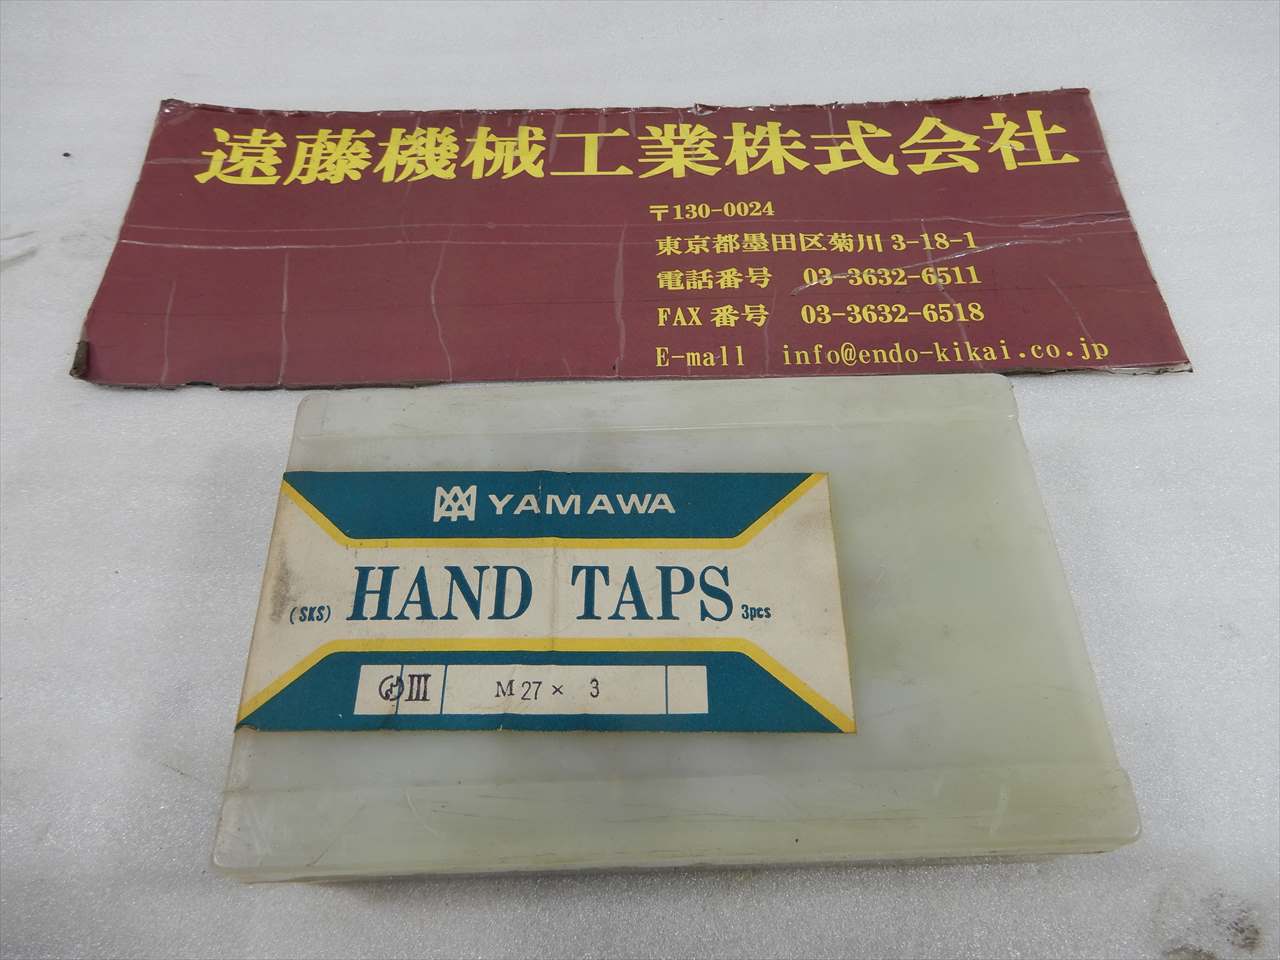 遠藤機械工業株式会社
〒130-0024
東京都墨田区菊川 3-18-1
電話番号 03-3632-6511
FAX 番号 03-3632-6518
E-mall info@endo-kikai.co.jp
YAMAWA
(SKS) HAND TAPS 3pcs
III M 27 × 3